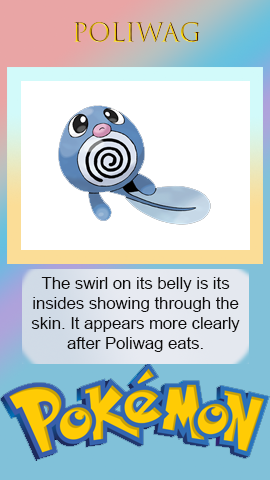 POLIWAG
The swirl on its belly is its
insides showing through the
skin. It appears more clearly
after Poliwag eats.
POKéMON